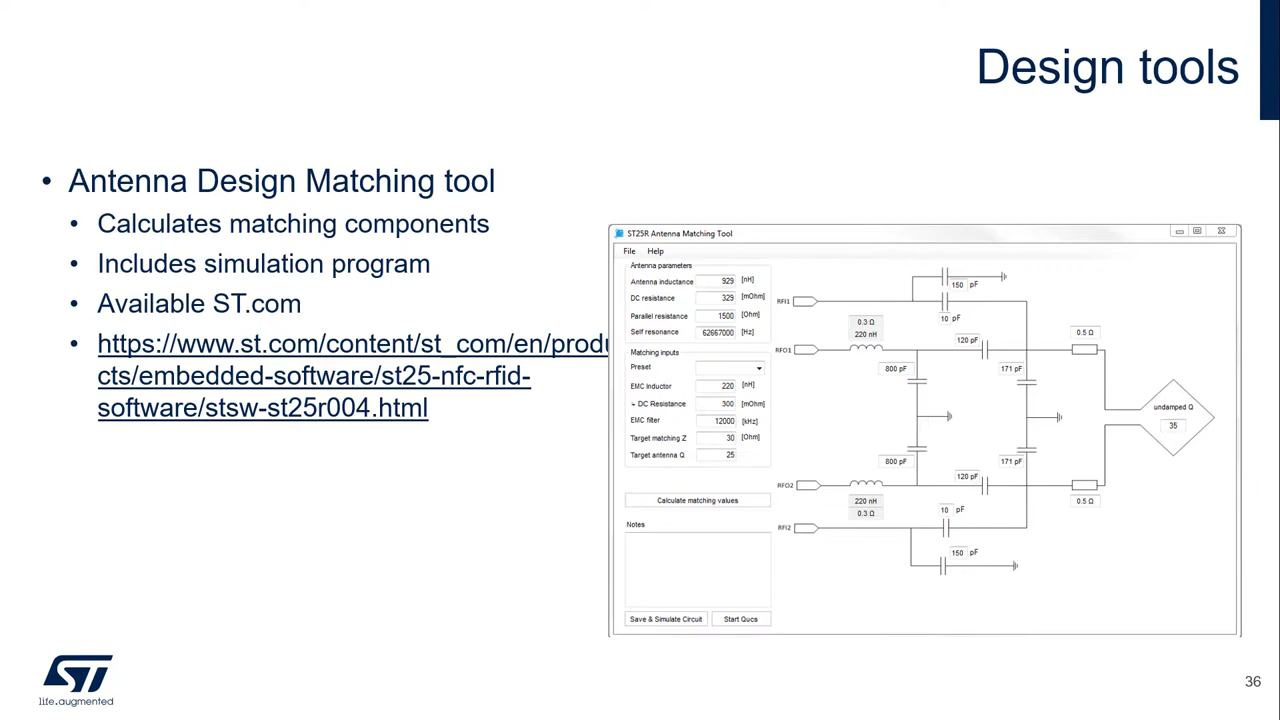 Design tools
• Antenna Design Matching tool
• Calculates matching components
• Includes simulation program
• Available ST.com
• https://www.st.com/content/st_com/en/produ
cts/embedded-software/st25-nfc-rfid-
software/stsw-st25r004.html
ST25R Antenna Matching Tool
File Help
Antenna parameters
Antenna inductance 929 [nH]
DC resistance 329 [mOhm]
Parallel resistance 1500 [Ohm]
Self resonance 62667000 [Hz]
Matching inputs
Preset
EMC Inductor 220 [nH]
↳ DC Resistance 300 [mOhm]
EMC filter 12000 [kHz]
Target matching Z 30 [Ohm]
Target antenna Q 25
Calculate matching values
Notes
Save & Simulate Circuit Start Qucs
150 pF
RFI1
10 pF
0.3 Ω
220 nH
120 pF
0.5 Ω
RFO1
800 pF
171 pF
undamped Q
35
800 pF
171 pF
120 pF
RFO2
220 nH
0.3 Ω
0.5 Ω
10 pF
RFI2
150 pF
ST
life.augmented
36